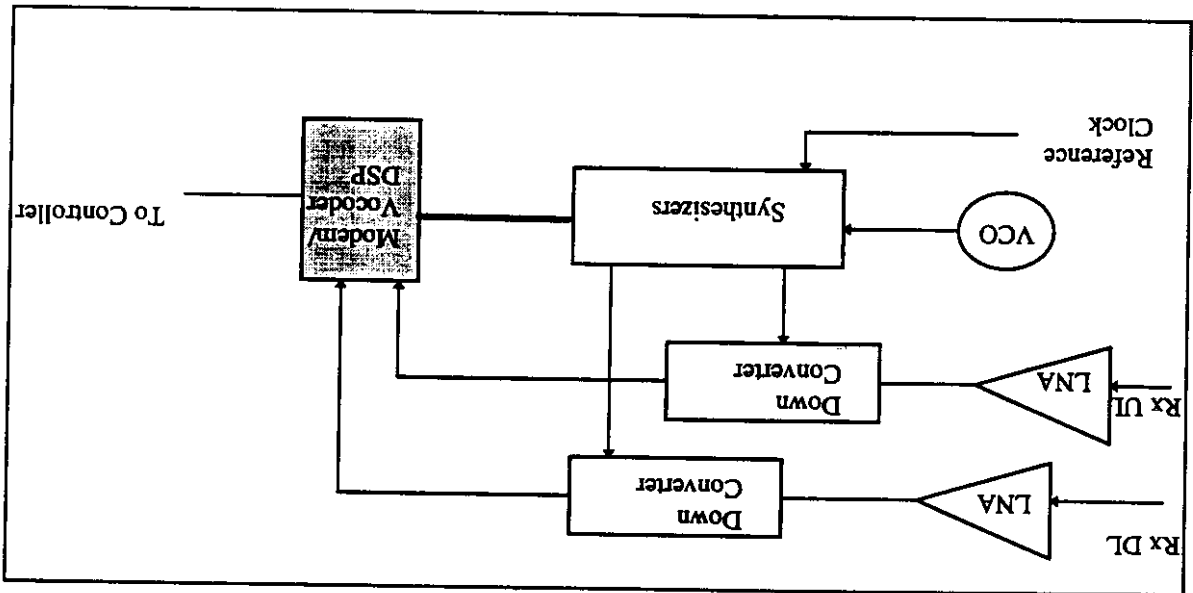 Rx DL
LNA
Down
Converter
Rx UL
LNA
Down
Converter
VCO
Synthesizers
Modem/
Vocoder
DSP
To Controller
Reference
Clock